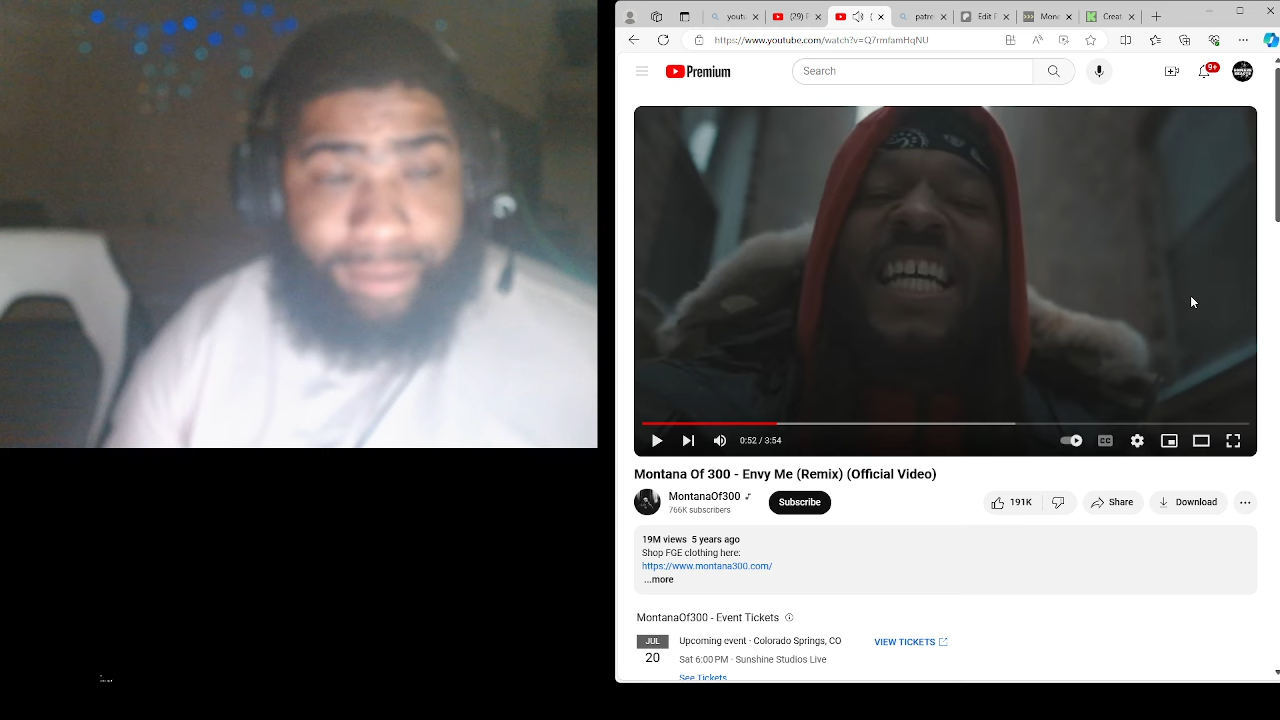 youtu
(29) F
(
patre
Edit F
Mone
Creat
https://www.youtube.com/watch?v=Q7rmfamHqNU
Premium
Search
9+
0:52 / 3:54
CC
Montana Of 300 - Envy Me (Remix) (Official Video)
MontanaOf300
766K subscribers
Subscribe
191K
Share
Download
19M views 5 years ago
Shop FGE clothing here:
https://www.montana300.com/
...more
MontanaOf300 - Event Tickets
JUL
20
Upcoming event · Colorado Springs, CO
Sat 6:00 PM · Sunshine Studios Live
See Tickets
VIEW TICKETS